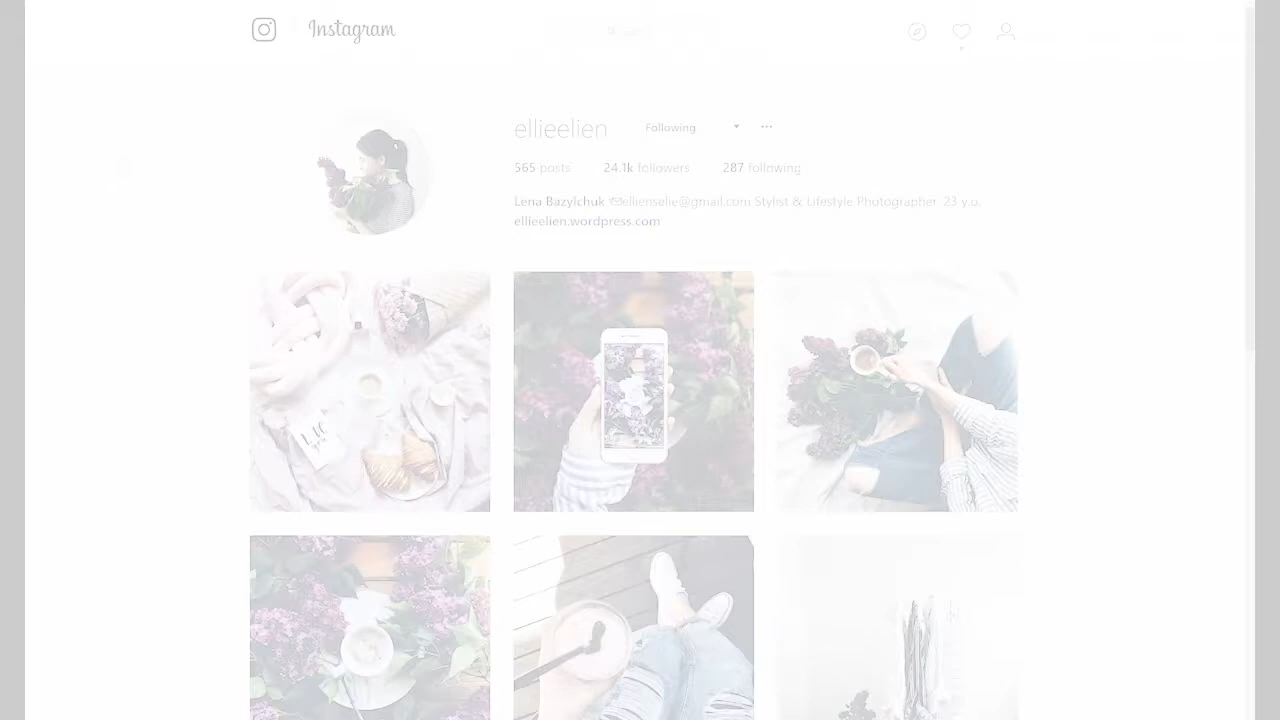 Instagram
ellieelien Following
565 posts 24.1k followers 287 following
Lena Bazylchuk ellienselie@gmail.com Stylist & Lifestyle Photographer 23 y.o.
ellieelien.wordpress.com